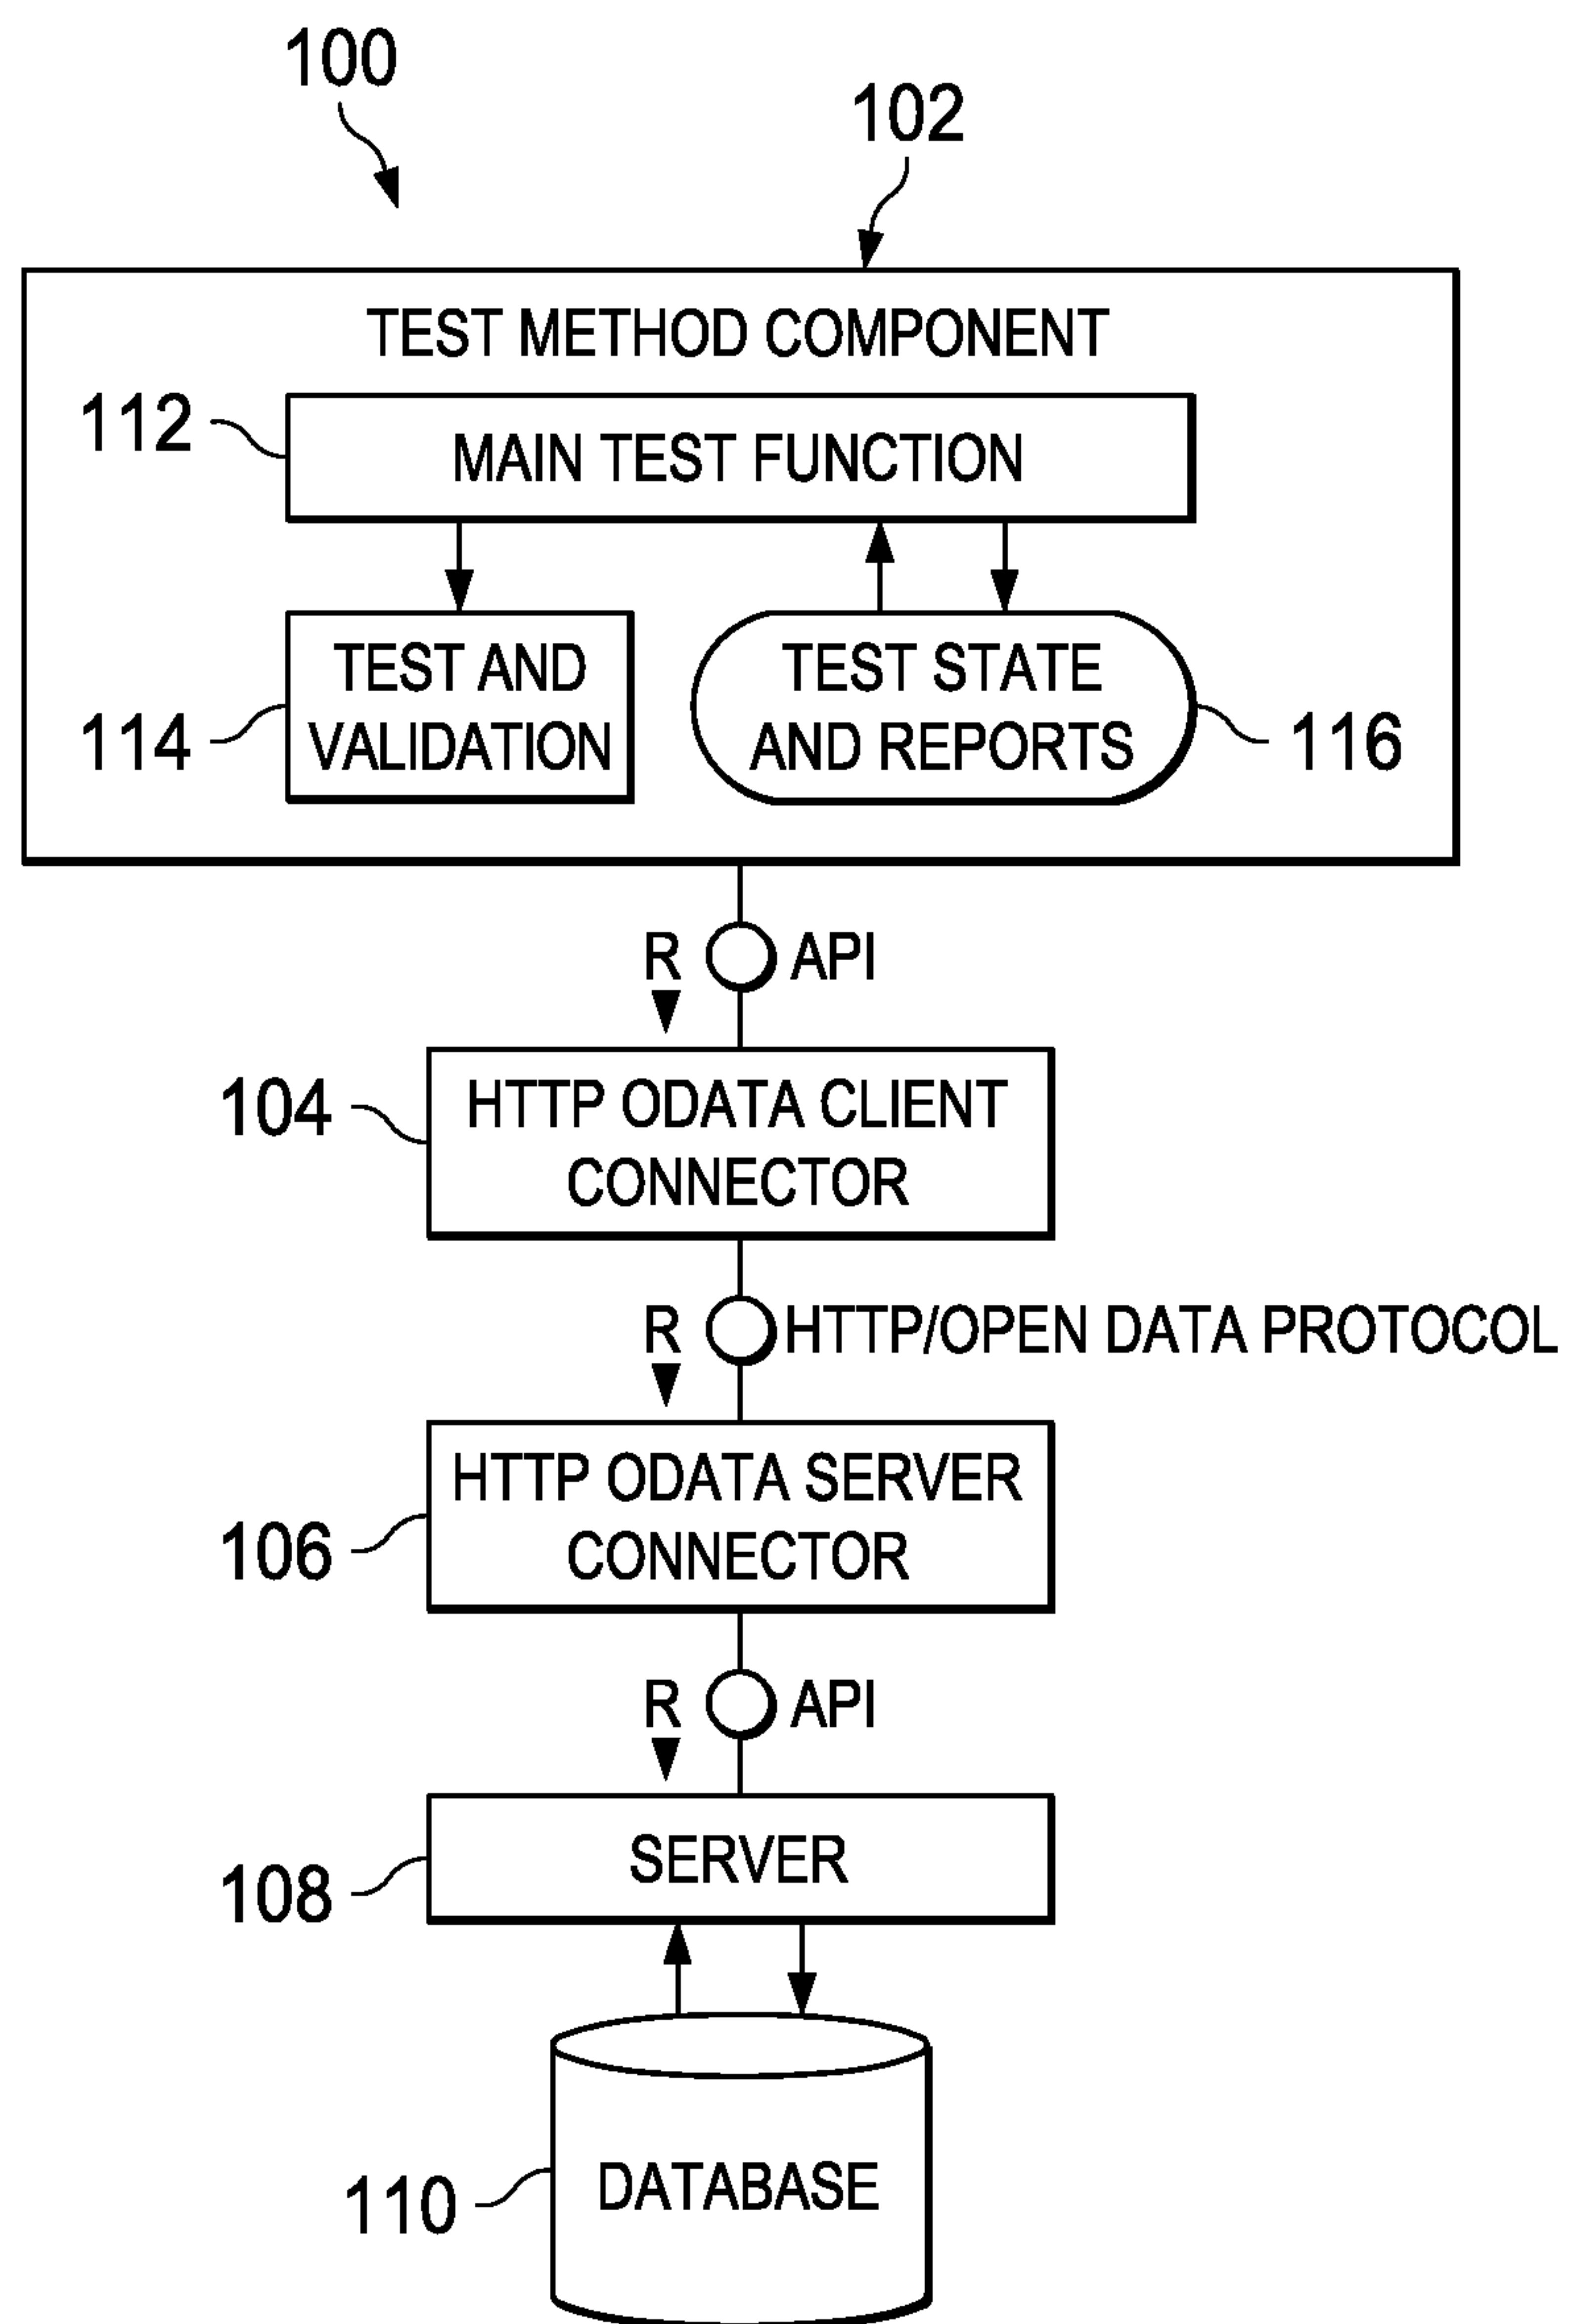 100
102
TEST METHOD COMPONENT
112
MAIN TEST FUNCTION
TEST AND
VALIDATION
114
TEST STATE
AND REPORTS
116
R
API
104
HTTP ODATA CLIENT
CONNECTOR
R
HTTP/OPEN DATA PROTOCOL
106
HTTP ODATA SERVER
CONNECTOR
R
API
108
SERVER
110
DATABASE